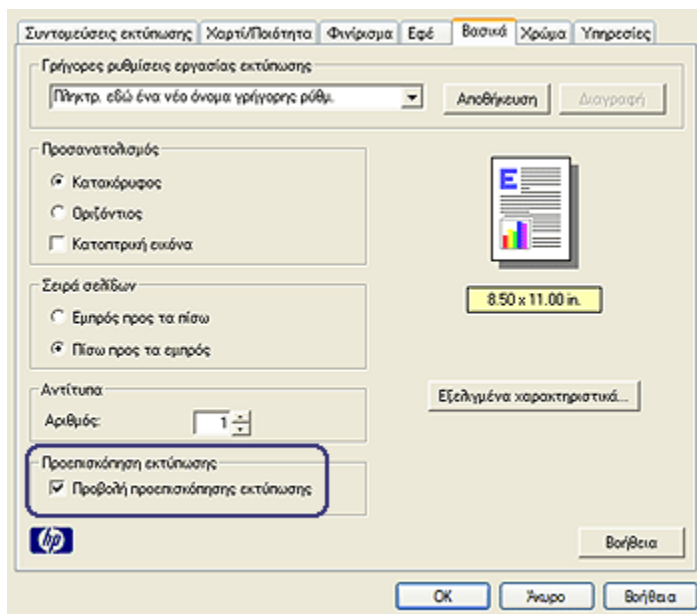 Συντομεύσεις εκτύπωσης Χαρτί/Ποιότητα Φινίρισμα Εφέ Βασικά Χρώμα Υπηρεσίες
Γρήγορες ρυθμίσεις εργασίας εκτύπωσης
Πληκτρ. εδώ ένα νέο όνομα γρήγορης ρύθμ. Αποθήκευση Διαγραφή
Προσανατολισμός
Κατακόρυφος
Οριζόντιος
Κατοπτρική εικόνα
E
8.50 x 11.00 in.
Σειρά σελίδων
Εμπρός προς τα πίσω
Πίσω προς τα εμπρός
Αντίτυπα
Αριθμός: 1
Εξελιγμένα χαρακτηριστικά...
Προεπισκόπηση εκτύπωσης
Προβολή προεπισκόπησης εκτύπωσης
hp
Βοήθεια
OK Άκυρο Βοήθεια